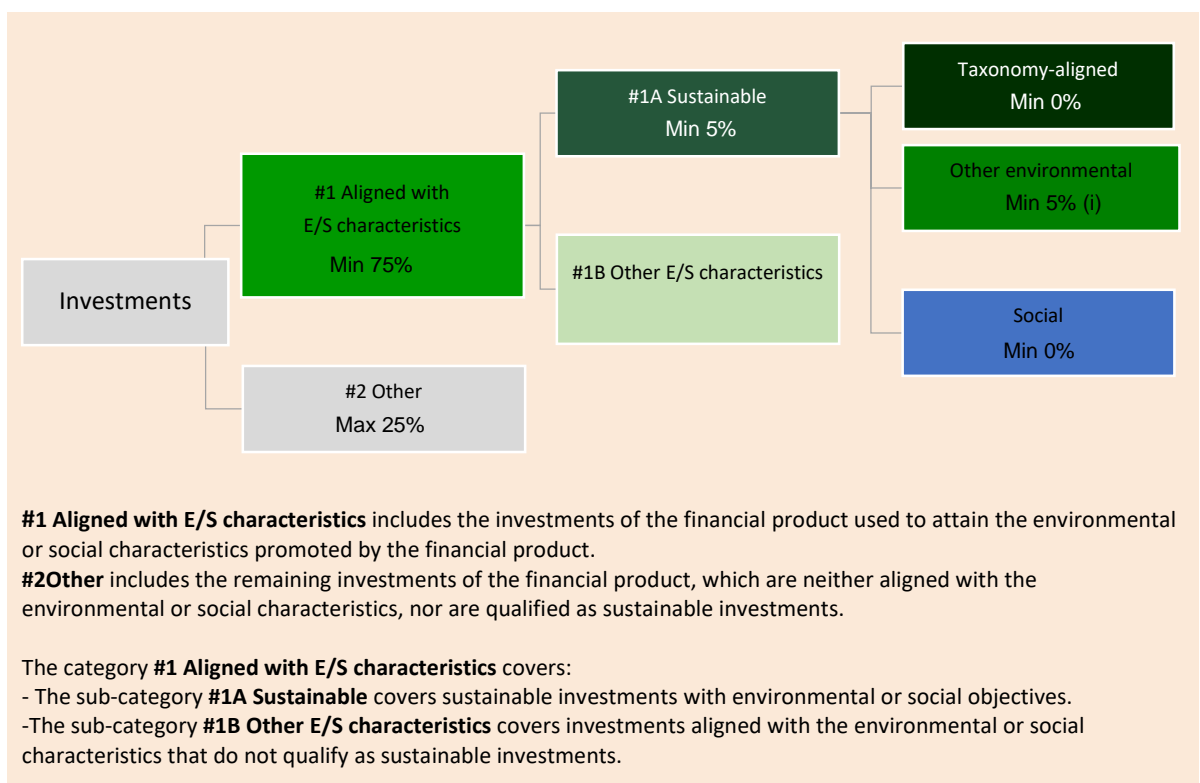 Investments
#1 Aligned with
E/S characteristics
Min 75%
#2 Other
Max 25%
#1A Sustainable
Min 5%
#1B Other E/S characteristics
Taxonomy-aligned
Min 0%
Other environmental
Min 5% (i)
Social
Min 0%
#1 Aligned with E/S characteristics includes the investments of the financial product used to attain the environmental
or social characteristics promoted by the financial product.
#2Other includes the remaining investments of the financial product, which are neither aligned with the
environmental or social characteristics, nor are qualified as sustainable investments.
The category #1 Aligned with E/S characteristics covers:
- The sub-category #1A Sustainable covers sustainable investments with environmental or social objectives.
-The sub-category #1B Other E/S characteristics covers investments aligned with the environmental or social
characteristics that do not qualify as sustainable investments.